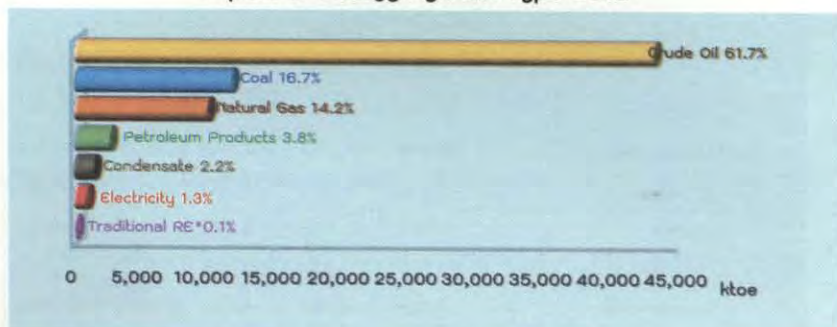 Crude Oil 61.7%
Coal 16.7%
Natural Gas 14.2%
Petroleum Products 3.8%
Condensate 2.2%
Electricity 1.3%
Traditional RE*0.1%
0 5,000 10,000 15,000 20,000 25,000 30,000 35,000 40,000 45,000 ktoe